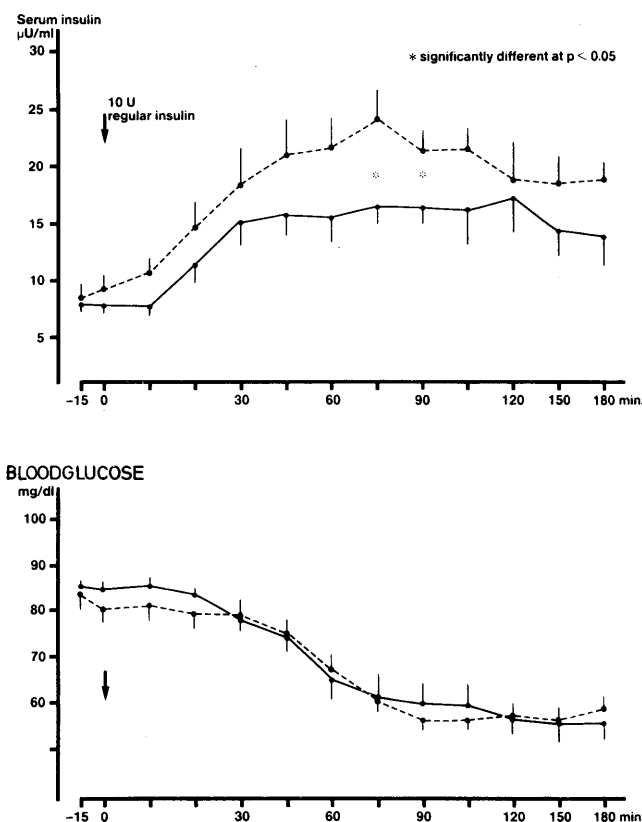 Serum insulin
µU/ml
30
* significantly different at p < 0.05
10 U
regular insulin
25
20
* *
15
10
5
–15 0 30 60 90 120 150 180 min.
BLOODGLUCOSE
mg/dl
100
90
80
70
60
–15 0 30 60 90 120 150 180 min